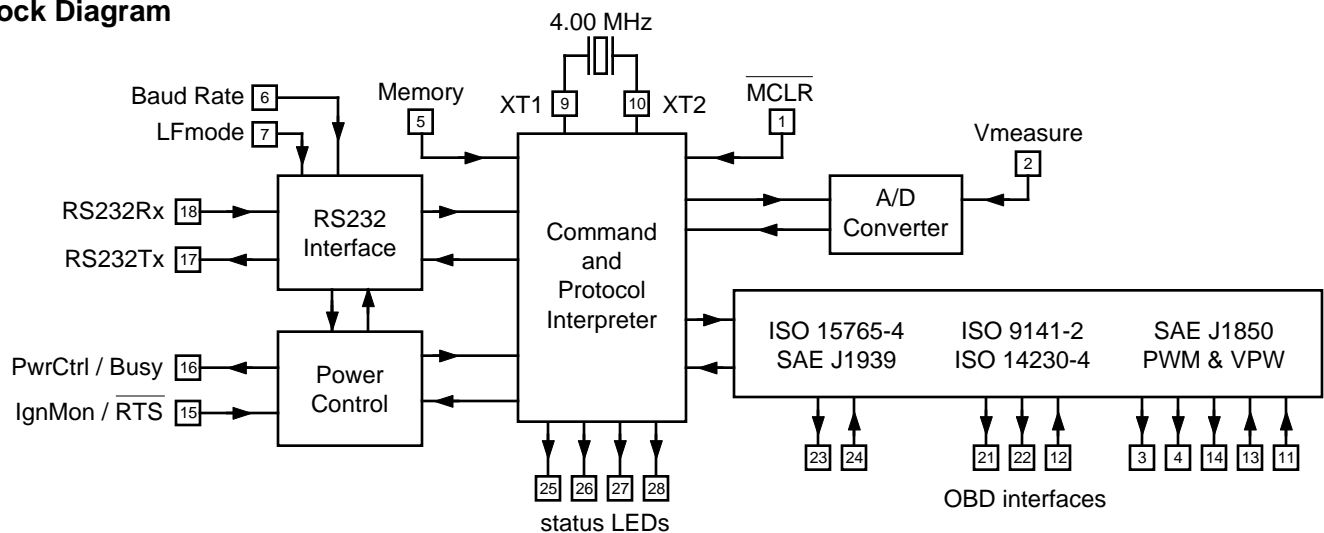 ock Diagram
4.00 MHz
Baud Rate 6
LFmode 7
Memory
5
XT1 9
10 XT2
MCLR
1
Vmeasure
2
RS232Rx 18
RS232Tx 17
RS232
Interface
Command
and
Protocol
Interpreter
A/D
Converter
PwrCtrl / Busy 16
IgnMon / RTS 15
Power
Control
ISO 15765-4
SAE J1939
ISO 9141-2
ISO 14230-4
SAE J1850
PWM & VPW
23 24
21 22 12
3 4 14 13 11
OBD interfaces
25 26 27 28
status LEDs